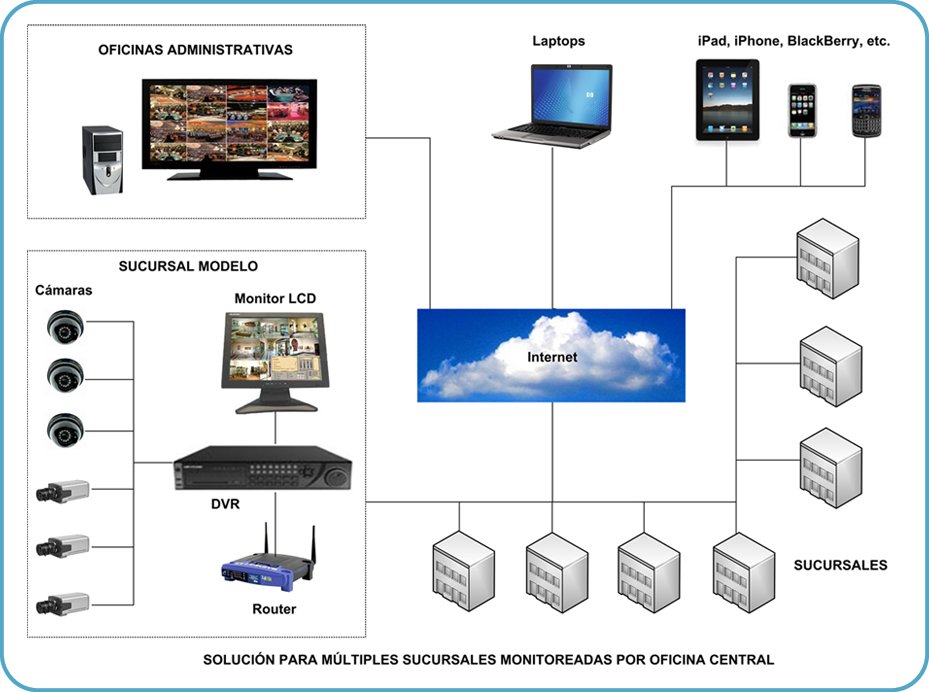 OFICINAS ADMINISTRATIVAS
Laptops
iPad, iPhone, BlackBerry, etc.
SUCURSAL MODELO
Cámaras
Monitor LCD
Internet
DVR
Router
SUCURSALES
SOLUCIÓN PARA MÚLTIPLES SUCURSALES MONITOREADAS POR OFICINA CENTRAL